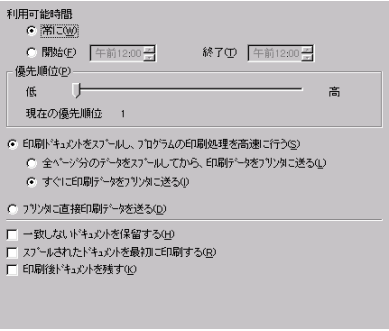 利用可能時間
常に(W)
開始(F) 午前12:00 終了(T) 午前12:00
優先順位(P)
低 高
現在の優先順位 1
印刷ﾄﾞｷｭﾒﾝﾄをｽﾌﾟｰﾙし、ﾌﾟﾛｸﾞﾗﾑの印刷処理を高速に行う(S)
全ﾍﾟｰｼﾞ分のﾃﾞｰﾀをｽﾌﾟｰﾙしてから、印刷ﾃﾞｰﾀをﾌﾟﾘﾝﾀに送る(L)
すぐに印刷ﾃﾞｰﾀをﾌﾟﾘﾝﾀに送る(I)
ﾌﾟﾘﾝﾀに直接印刷ﾃﾞｰﾀを送る(D)
一致しないﾄﾞｷｭﾒﾝﾄを保留する(H)
ｽﾌﾟｰﾙされたﾄﾞｷｭﾒﾝﾄを最初に印刷する(R)
印刷後ﾄﾞｷｭﾒﾝﾄを残す(K)